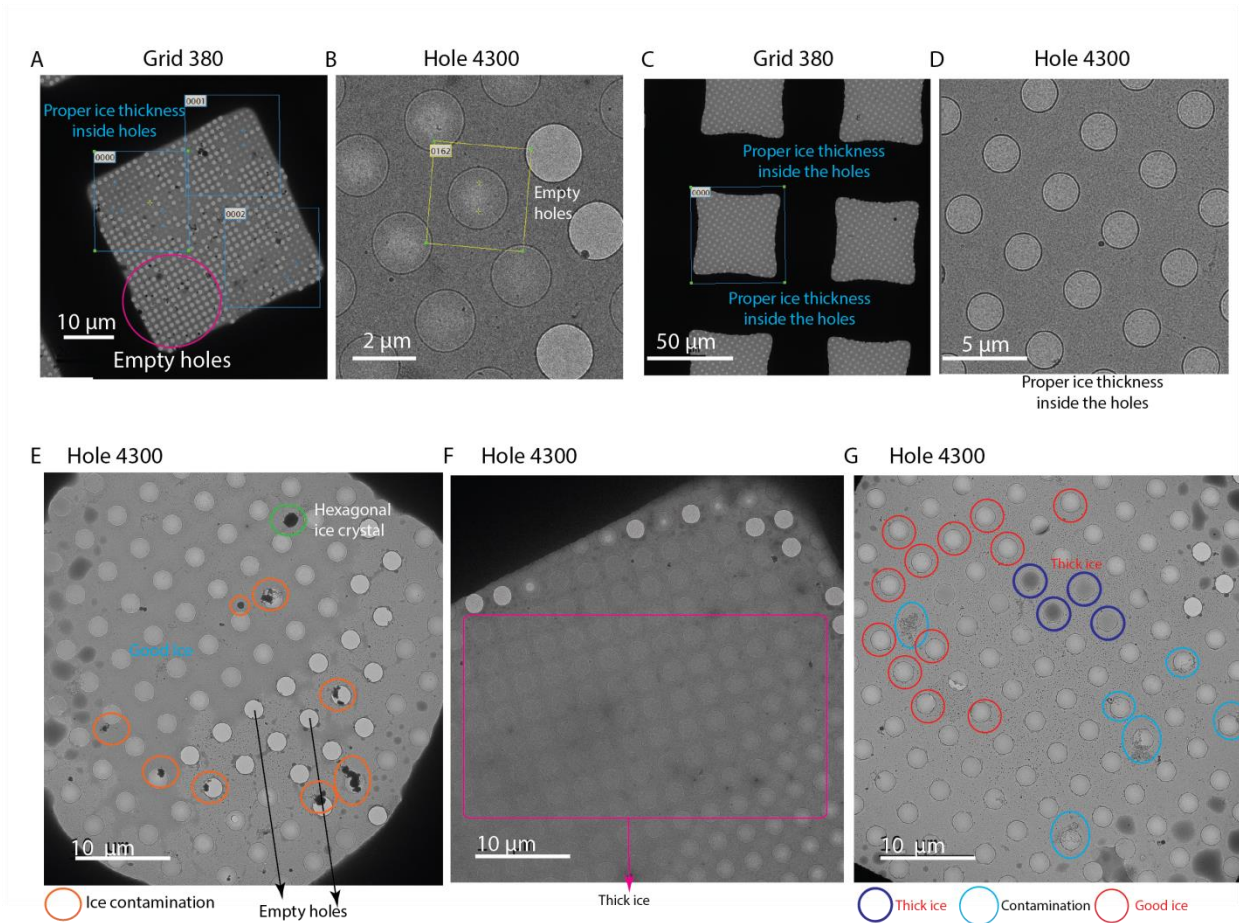 A
Grid 380
B
Hole 4300
C
Grid 380
D
Hole 4300
Proper ice thickness
inside holes
0001
0000
0002
10 µm
Empty holes
0162
Empty
holes
2 µm
Proper ice thickness
inside the holes
0000
Proper ice thickness
inside the holes
50 µm
5 µm
Proper ice thickness
inside the holes
E
Hole 4300
F
Hole 4300
G
Hole 4300
Hexagonal
ice crystal
Good ice
10 µm
Ice contamination
Empty holes
10 µm
Thick ice
Thick ice
10 µm
Thick ice
Contamination
Good ice